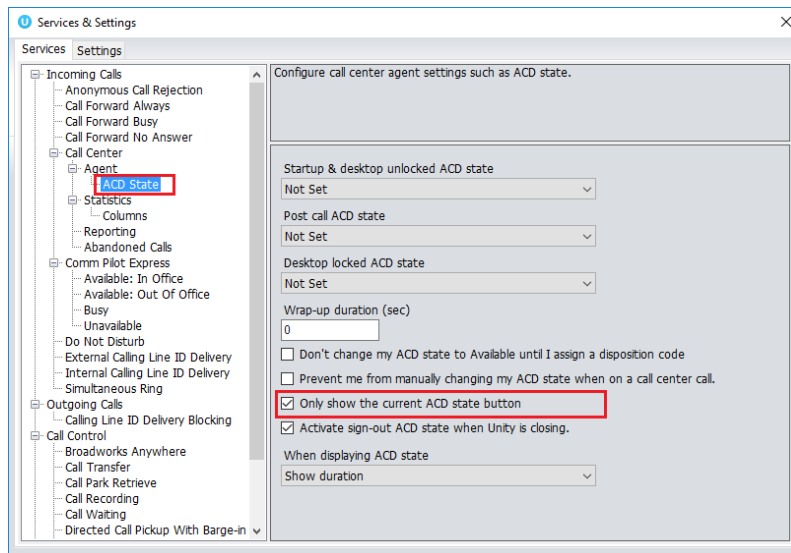 Services & Settings
Services Settings
Incoming Calls
Anonymous Call Rejection
Call Forward Always
Call Forward Busy
Call Forward No Answer
Call Center
Agent
ACD State
Statistics
Columns
Reporting
Abandoned Calls
Comm Pilot Express
Available: In Office
Available: Out Of Office
Busy
Unavailable
Do Not Disturb
External Calling Line ID Delivery
Internal Calling Line ID Delivery
Simultaneous Ring
Outgoing Calls
Calling Line ID Delivery Blocking
Call Control
Broadworks Anywhere
Call Transfer
Call Park Retrieve
Call Recording
Call Waiting
Directed Call Pickup With Barge-in
Configure call center agent settings such as ACD state.
Startup & desktop unlocked ACD state
Not Set
Post call ACD state
Not Set
Desktop locked ACD state
Not Set
Wrap-up duration (sec)
0
Don't change my ACD state to Available until I assign a disposition code
Prevent me from manually changing my ACD state when on a call center call.
Only show the current ACD state button
Activate sign-out ACD state when Unity is closing.
When displaying ACD state
Show duration